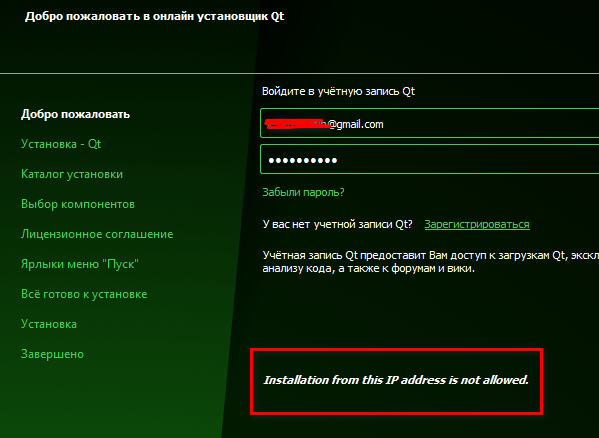 Добро пожаловать в онлайн установщик Qt
Войдите в учётную запись Qt
Добро пожаловать
@gmail.com
Установка - Qt
Каталог установки
Забыли пароль?
Выбор компонентов
У вас нет учетной записи Qt? Зарегистрироваться
Лицензионное соглашение
Учётная запись Qt предоставит Вам доступ к загрузкам Qt,
Ярлыки меню "Пуск"
анализу кода, а также к форумам и вики.
Всё готово к установке
Установка
Завершено
Installation from this IP address is not allowed.